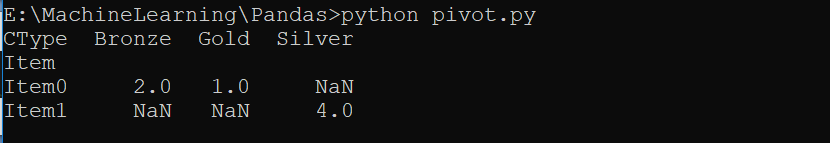 E:\MachineLearning\Pandas>python pivot.py
CType  Bronze  Gold  Silver
Item
Item0     2.0   1.0     NaN
Item1     NaN   NaN     4.0